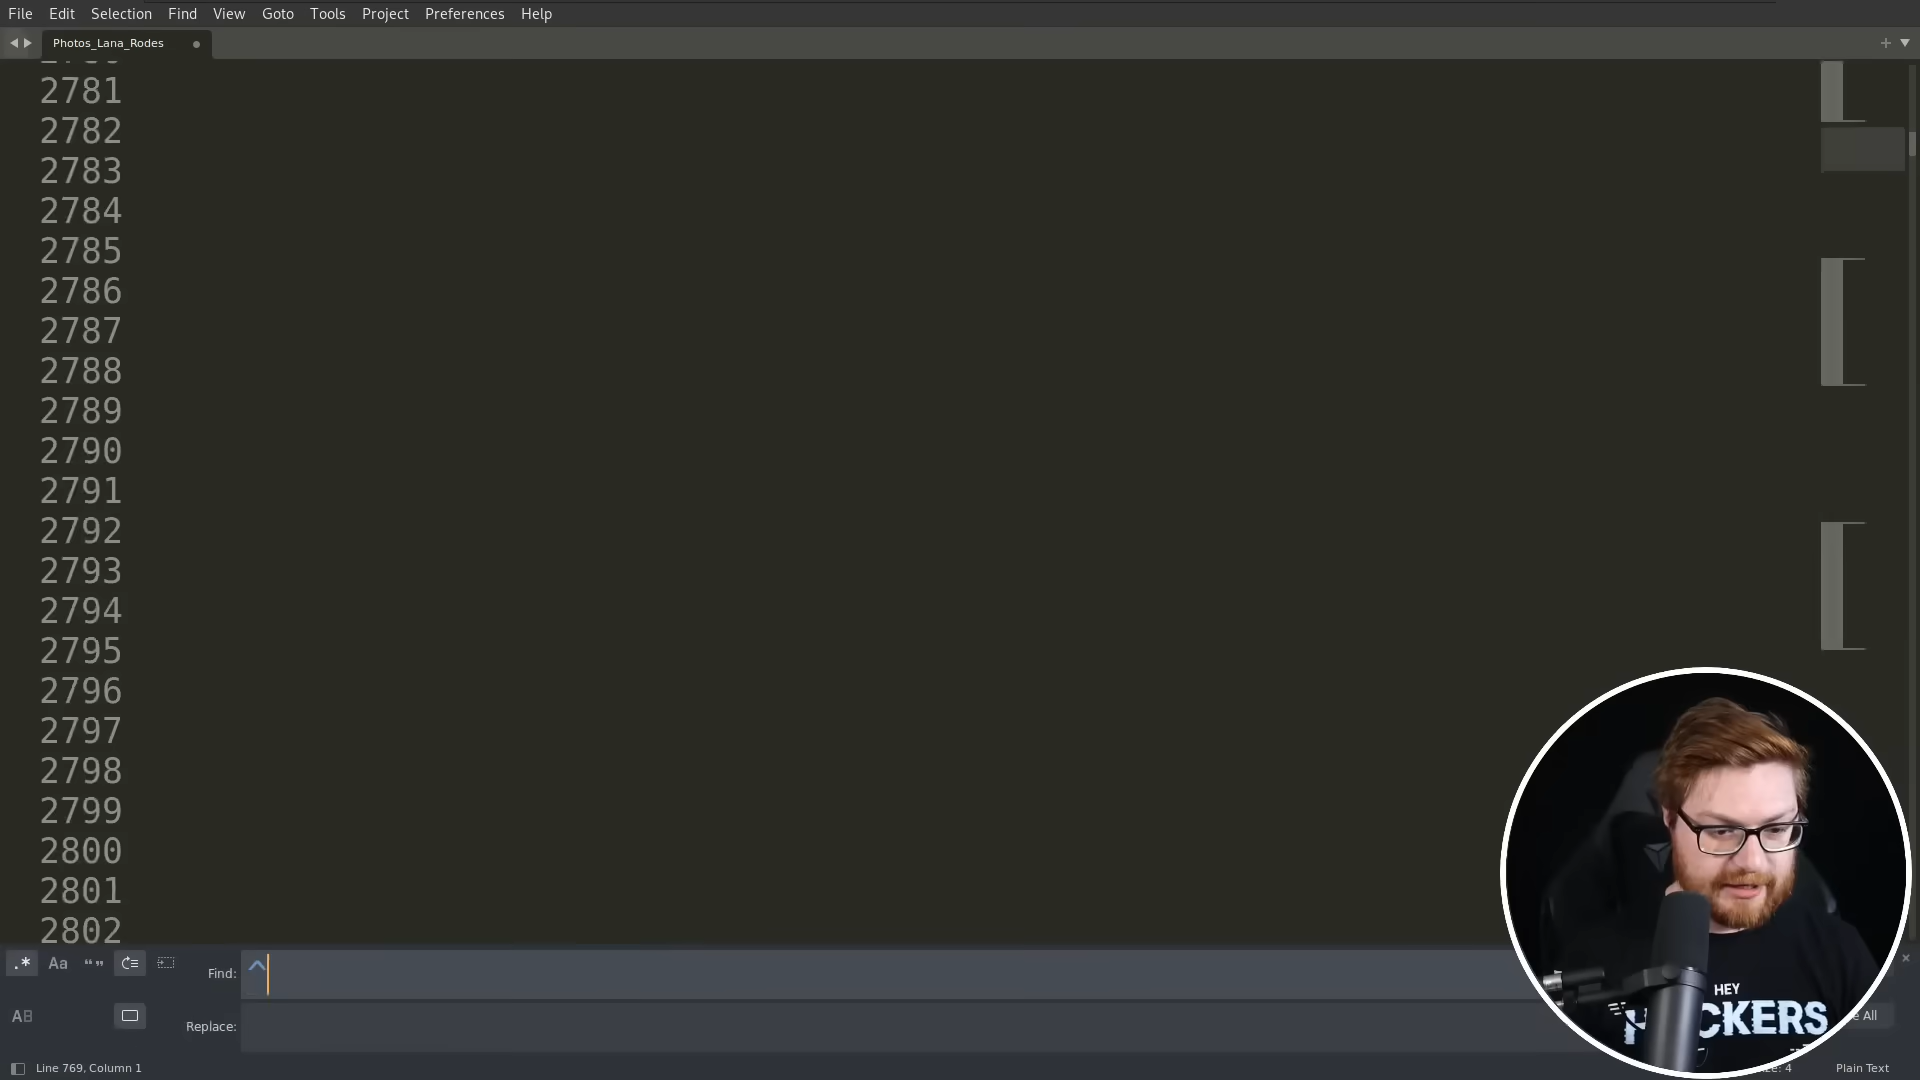 File Edit Selection Find View Goto Tools Project Preferences Help
Photos_Lana_Rodes
2781
2782
2783
2784
2785
2786
2787
2788
2789
2790
2791
2792
2793
2794
2795
2796
2797
2798
2799
2800
2801
2802
.* Aa
Find: ^
Replace:
Line 769, Column 1
4 Plain Text
All
HEY